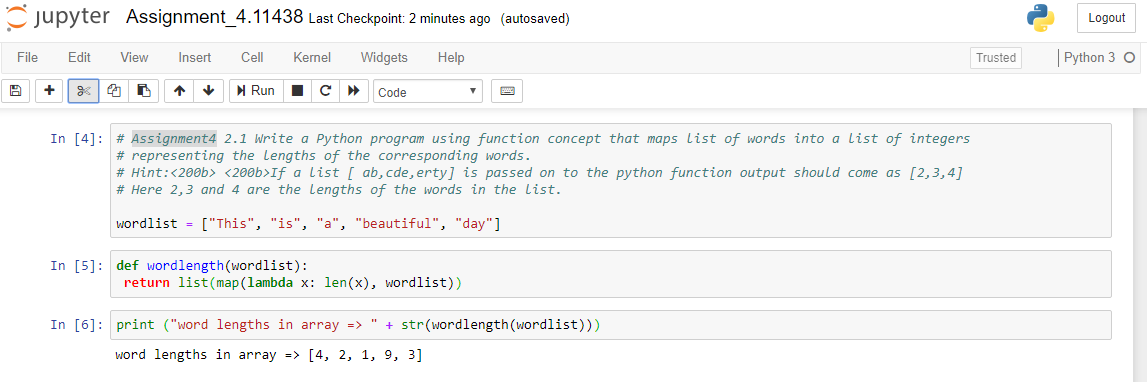 jupyter Assignment_4.11438 Last Checkpoint: 2 minutes ago (autosaved)
Logout
File Edit View Insert Cell Kernel Widgets Help
Trusted Python 3
Run Code
In [4]: # Assignment4 2.1 Write a Python program using function concept that maps list of words into a list of integers
# representing the lengths of the corresponding words.
# Hint:<200b> <200b>If a list [ ab,cde,erty] is passed on to the python function output should come as [2,3,4]
# Here 2,3 and 4 are the lengths of the words in the list.
wordlist = ["This", "is", "a", "beautiful", "day"]
In [5]: def wordlength(wordlist):
return list(map(lambda x: len(x), wordlist))
In [6]: print ("word lengths in array => " + str(wordlength(wordlist)))
word lengths in array => [4, 2, 1, 9, 3]